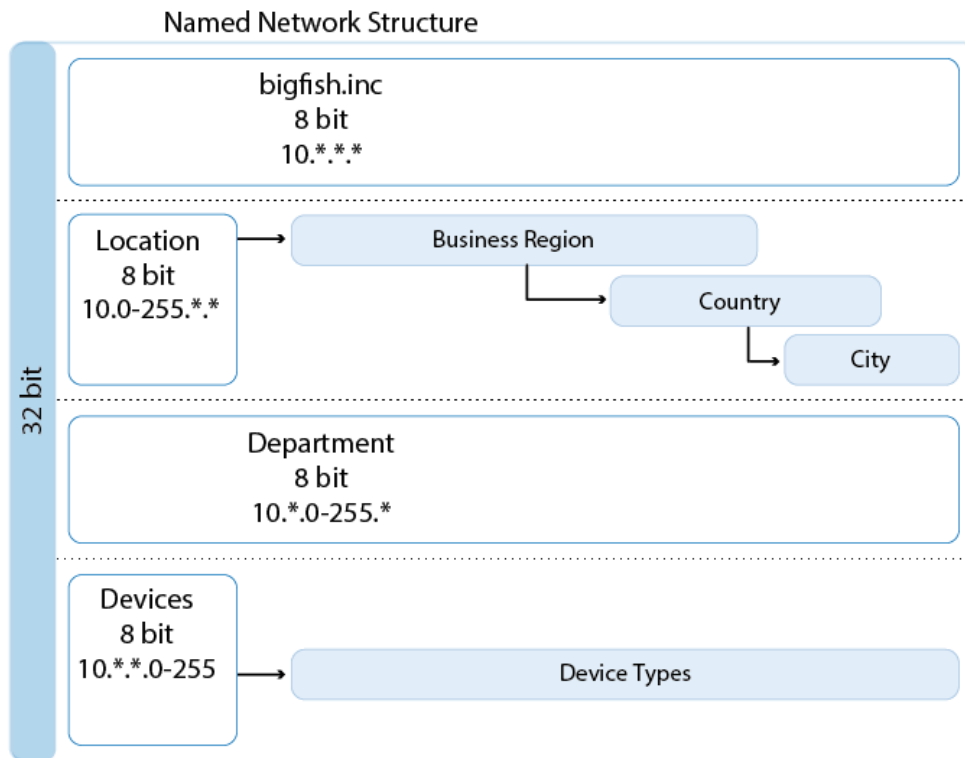 Named Network Structure
32 bit
bigfish.inc
8 bit
10.*.*.*
Location
8 bit
10.0-255.*.*
Business Region
Country
City
Department
8 bit
10.*.0-255.*
Devices
8 bit
10.*.*.0-255
Device Types